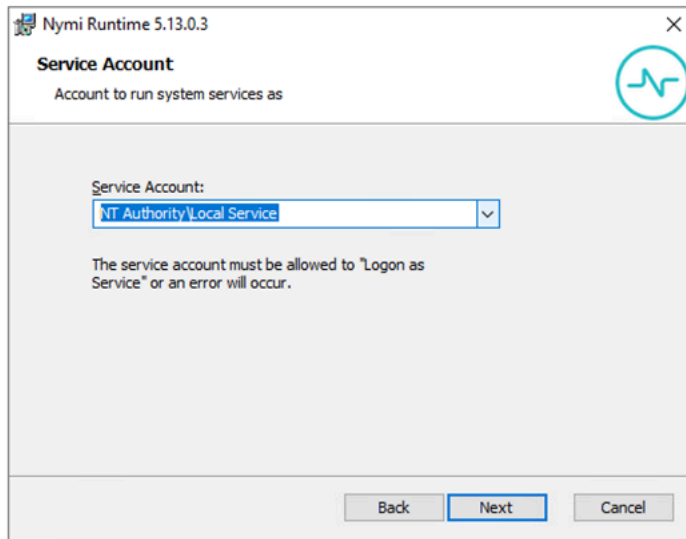 Nymi Runtime 5.13.0.3
Service Account
Account to run system services as
Service Account:
NT Authority\Local Service
The service account must be allowed to "Logon as
Service" or an error will occur.
Back
Next
Cancel